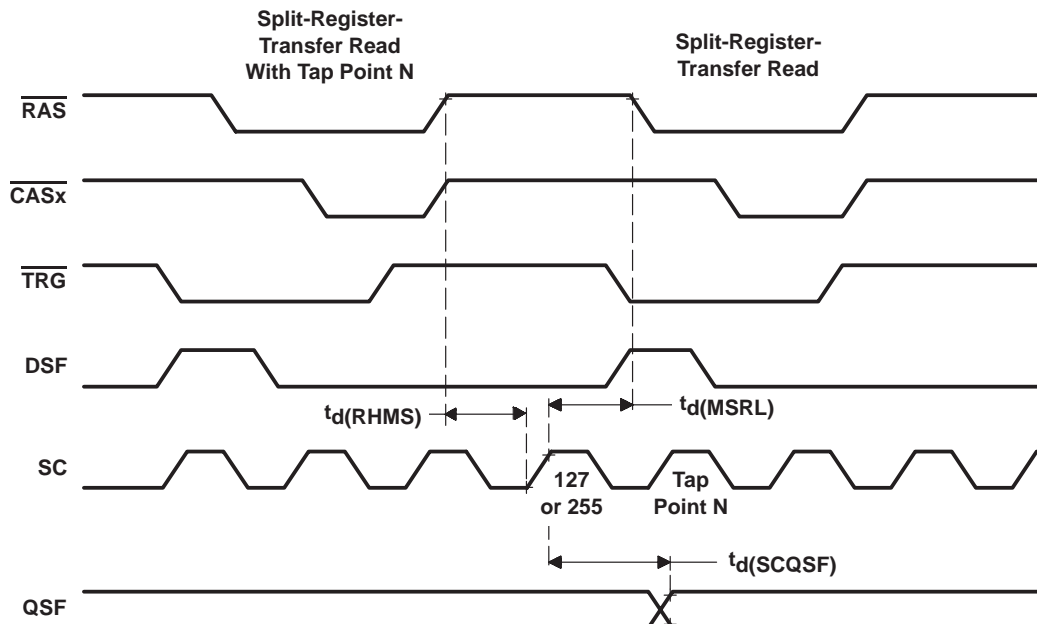 Split-Register-
Transfer Read
With Tap Point N
Split-Register-
Transfer Read
RAS
CASx
TRG
DSF
td(RHMS)
td(MSRL)
SC
127
or 255
Tap
Point N
td(SCQSF)
QSF